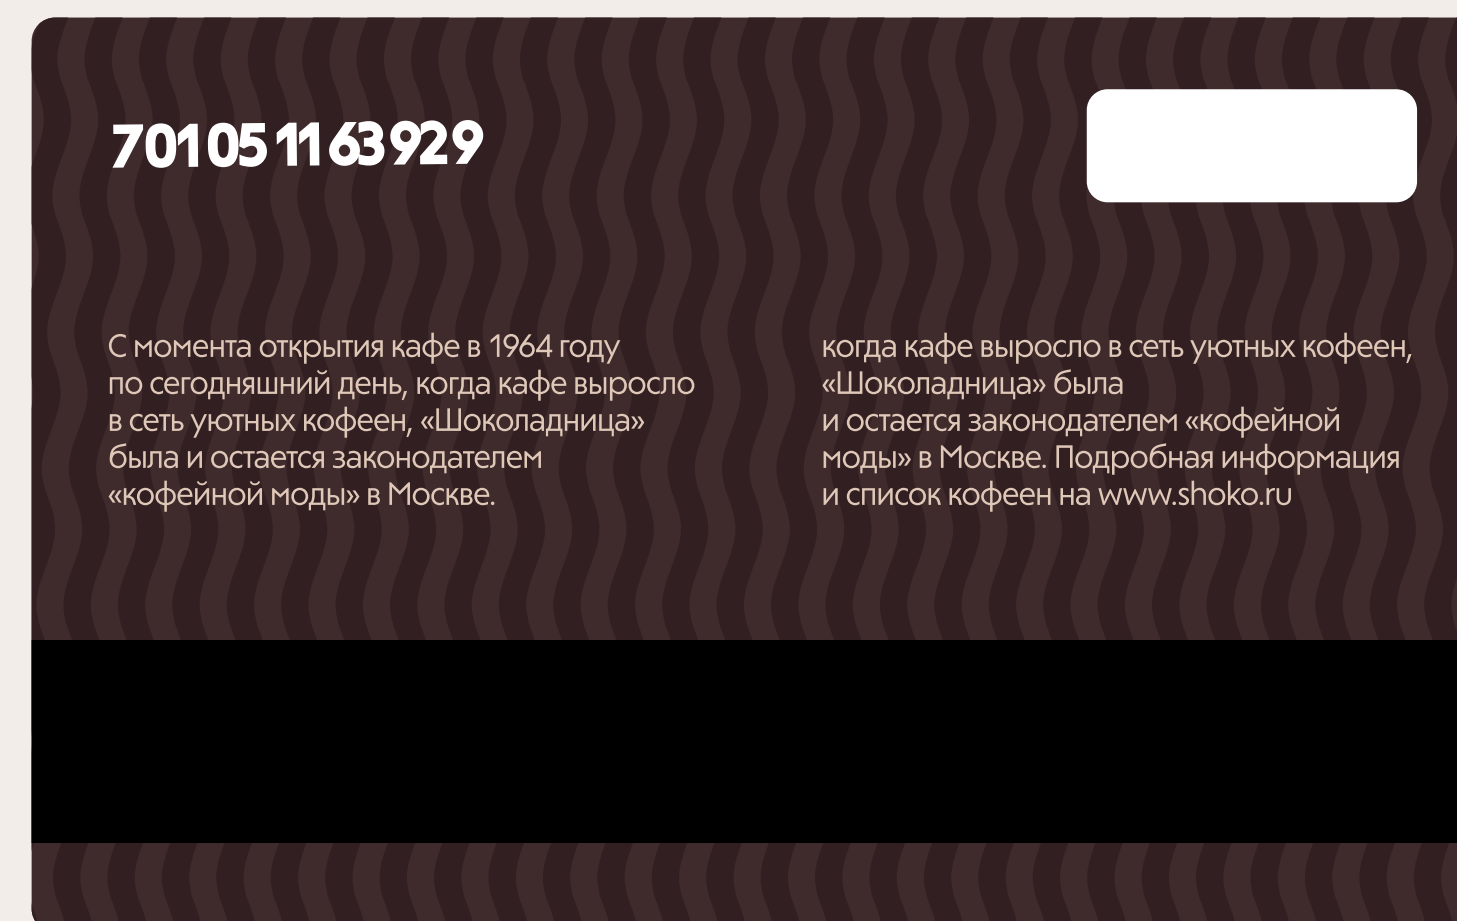 701051163929
С момента открытия кафе в 1964 году
по сегодняшний день, когда кафе выросло
в сеть уютных кофеен, «Шоколадница»
была и остается законодателем
«кофейной моды» в Москве.
когда кафе выросло в сеть уютных кофеен,
«Шоколадница» была
и остается законодателем «кофейной
моды» в Москве. Подробная информация
и список кофеен на www.shoko.ru